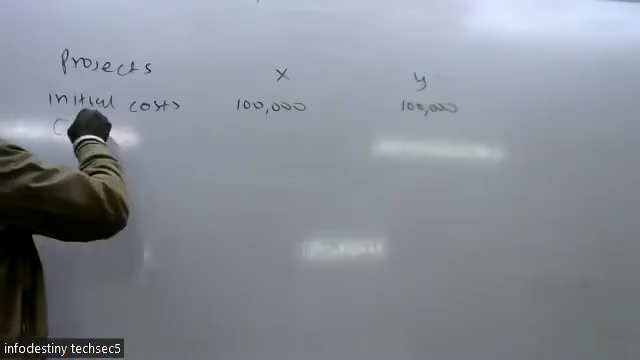 Projects X y
initial costs 100,000 100,000
C
infodestiny techsec5